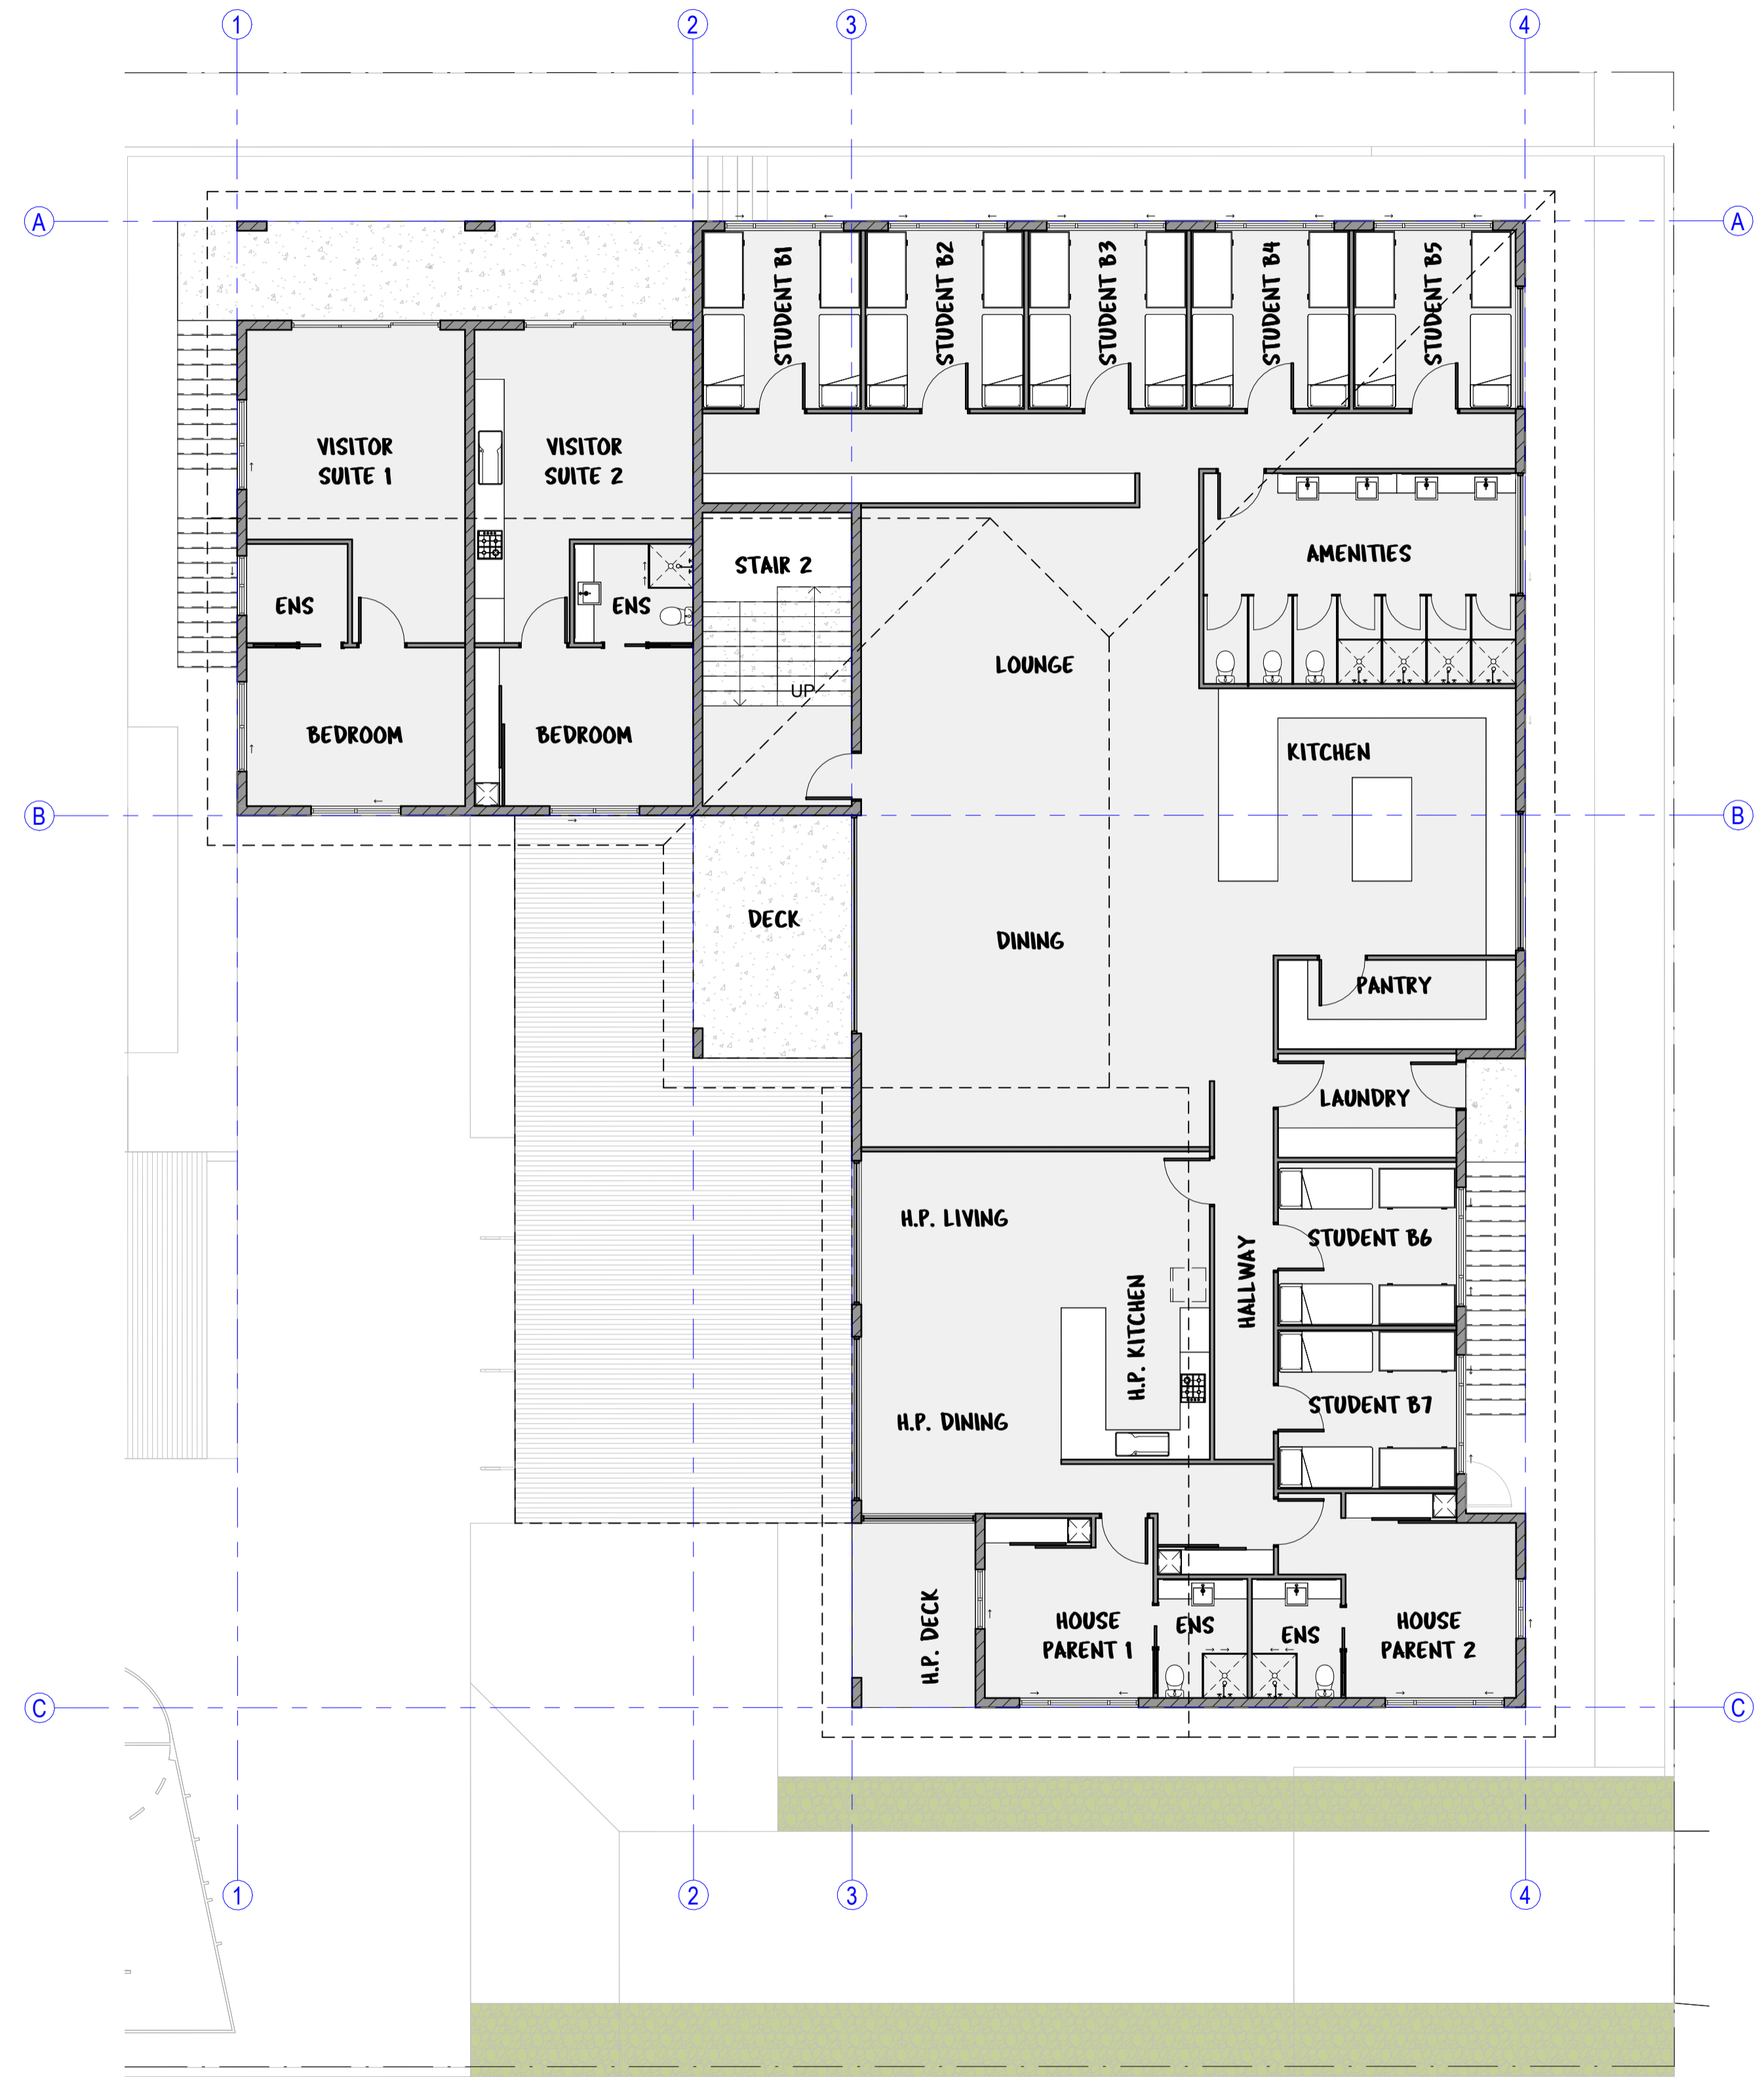 1
2
3
4
A
A
STUDENT B1
STUDENT B2
STUDENT B3
STUDENT B4
STUDENT B5
VISITOR
SUITE 1
VISITOR
SUITE 2
AMENITIES
STAIR 2
ENS
ENS
LOUNGE
UP
BEDROOM
BEDROOM
KITCHEN
B
B
DECK
DINING
PANTRY
LAUNDRY
H.P. LIVING
STUDENT B6
HALLWAY
H.P. KITCHEN
STUDENT B7
H.P. DINING
H.P. DECK
HOUSE
PARENT 1
ENS
ENS
HOUSE
PARENT 2
C
C
1
2
3
4